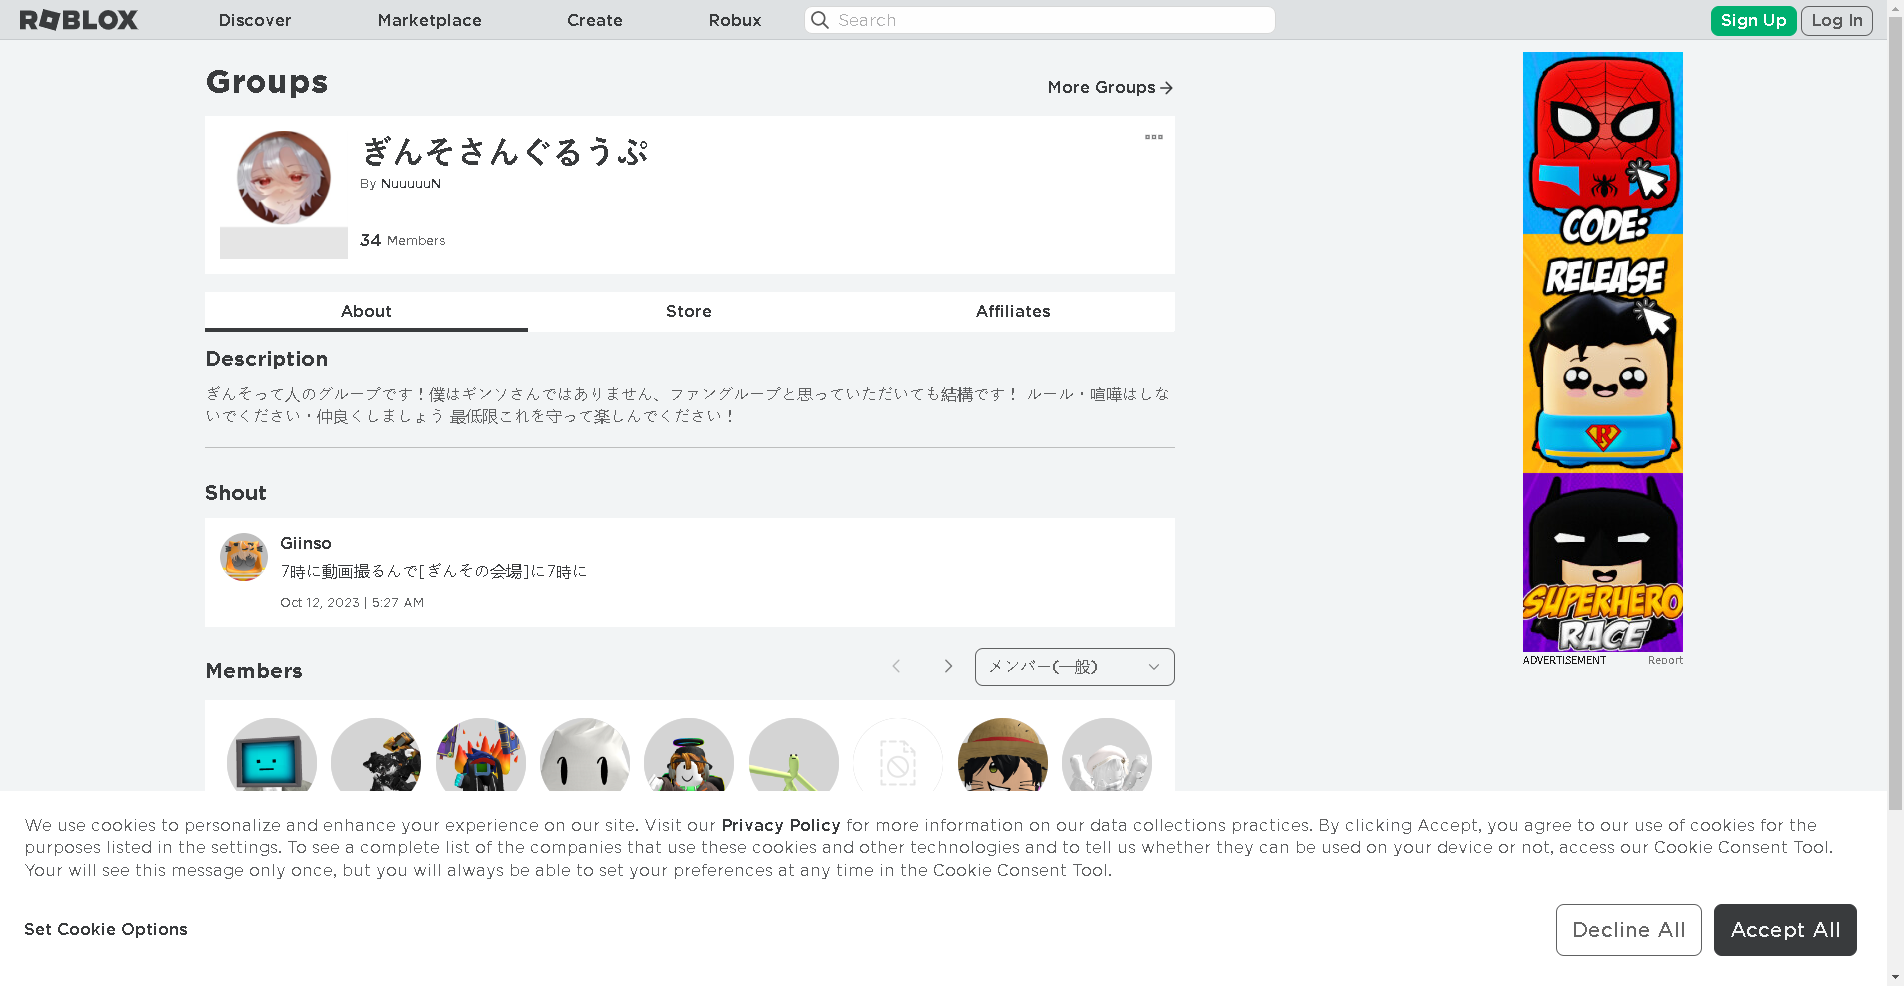 ROBLOX Discover Marketplace Create Robux Search Sign Up Log In
Groups
More Groups
ぎんそさんぐるうぷ
By NuuuuuN
34 Members
About Store Affiliates
Description
ぎんそって人のグループです！僕はギンソさんではありません、ファングループと思っていただいても結構です！ ルール・喧嘩はしな
いでください・仲良くしましょう 最低限これを守って楽しんでください！
Shout
Giinso
7時に動画撮るんで[ぎんその会場]に7時に
Oct 12, 2023 | 5:27 AM
Members
メンバー(一般)
CODE:
RELEASE
R
SUPERHERO
RACE
ADVERTISEMENT Report
We use cookies to personalize and enhance your experience on our site. Visit our Privacy Policy for more information on our data collections practices. By clicking Accept, you agree to our use of cookies for the
purposes listed in the settings. To see a complete list of the companies that use these cookies and other technologies and to tell us whether they can be used on your device or not, access our Cookie Consent Tool.
Your will see this message only once, but you will always be able to set your preferences at any time in the Cookie Consent Tool.
Set Cookie Options
Decline All
Accept All